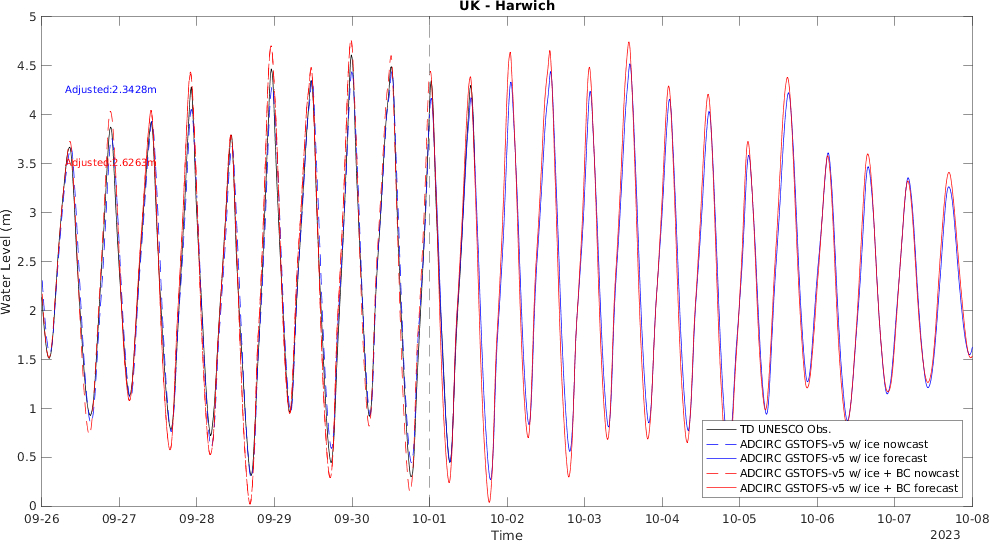 UK - Harwich
5
4.5
Adjusted:2.3428m
4
3.5
Adjusted:2.6263m
3
2.5
Water Level (m)
2
1.5
1
TD UNESCO Obs.
ADCIRC GSTOFS-v5 w/ ice nowcast
ADCIRC GSTOFS-v5 w/ ice forecast
ADCIRC GSTOFS-v5 w/ ice + BC nowcast
ADCIRC GSTOFS-v5 w/ ice + BC forecast
0.5
0
09-26 09-27 09-28 09-29 09-30 10-01 10-02 10-03 10-04 10-05 10-06 10-07 10-08
Time
2023